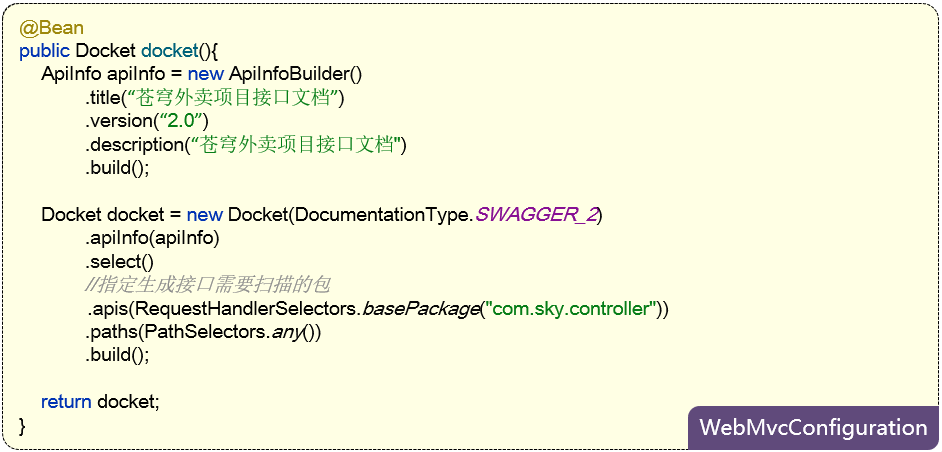 @Bean
public Docket docket(){
ApiInfo apiInfo = new ApiInfoBuilder()
.title(“苍穹外卖项目接口文档”)
.version(“2.0”)
.description(“苍穹外卖项目接口文档")
.build();
Docket docket = new Docket(DocumentationType.SWAGGER_2)
.apiInfo(apiInfo)
.select()
//指定生成接口需要扫描的包
.apis(RequestHandlerSelectors.basePackage("com.sky.controller"))
.paths(PathSelectors.any())
.build();
return docket;
}
WebMvcConfiguration